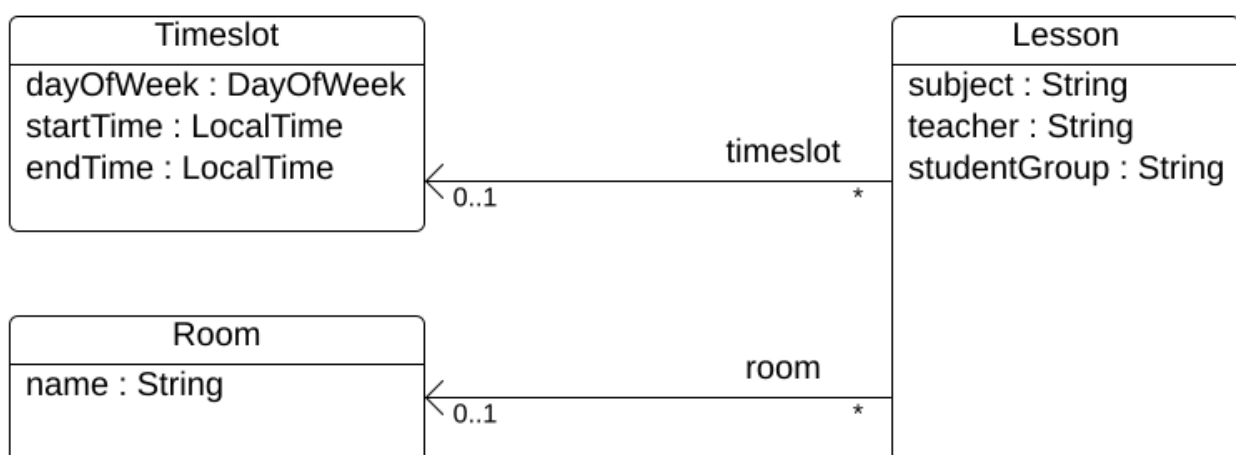 Timeslot
dayOfWeek : DayOfWeek
startTime : LocalTime
endTime : LocalTime
timeslot
0..1
*
Lesson
subject : String
teacher : String
studentGroup : String
Room
name : String
room
0..1
*